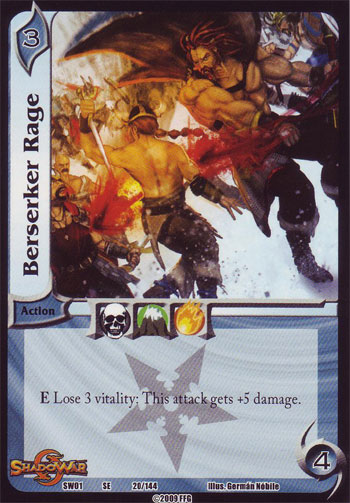 3
Berserker Rage
Action
E Lose 3 vitality: This attack gets +5 damage.
4
SHADOWAR
SW01 SE 20/144 Illus. Germán Nóbile
©2009 FFG